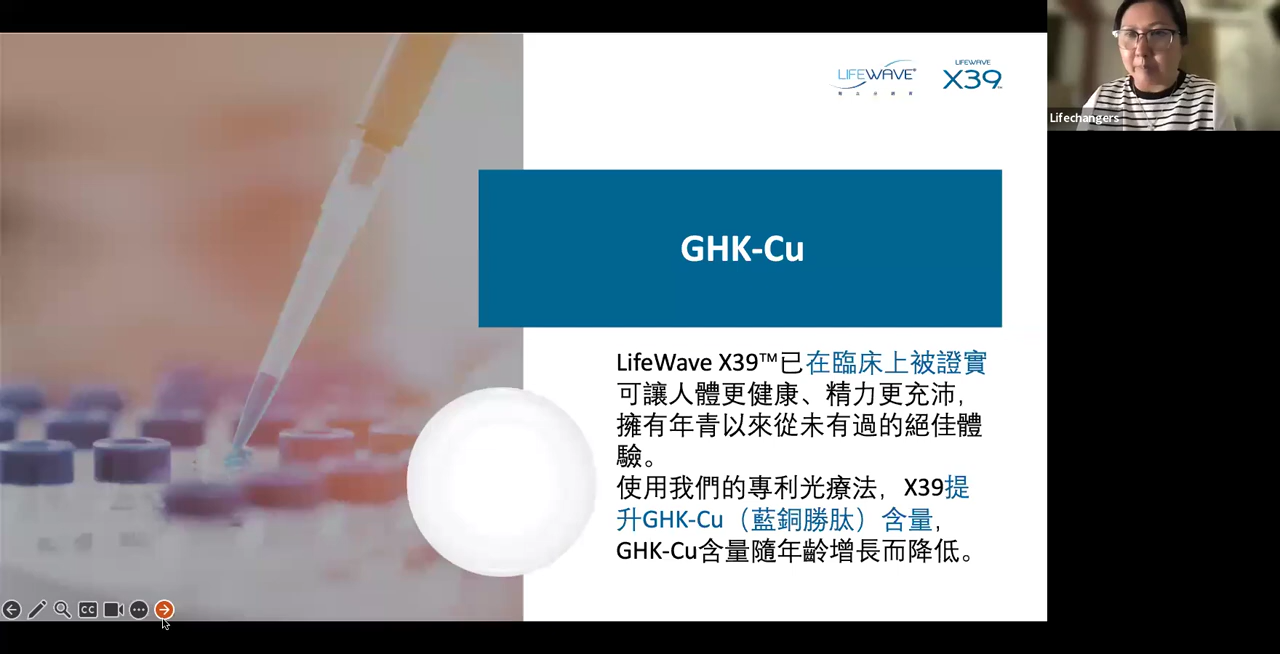 LIFEWAVE®
LIFEWAVE
X39
Lifechangers
GHK-Cu
LifeWave X39™已在臨床上被證實
可讓人體更健康、精力更充沛,
擁有年青以來從未有過的絕佳體
驗。
使用我們的專利光療法, X39提
升GHK-Cu(藍銅勝肽)含量,
GHK-Cu含量隨年齡增長而降低。
CC